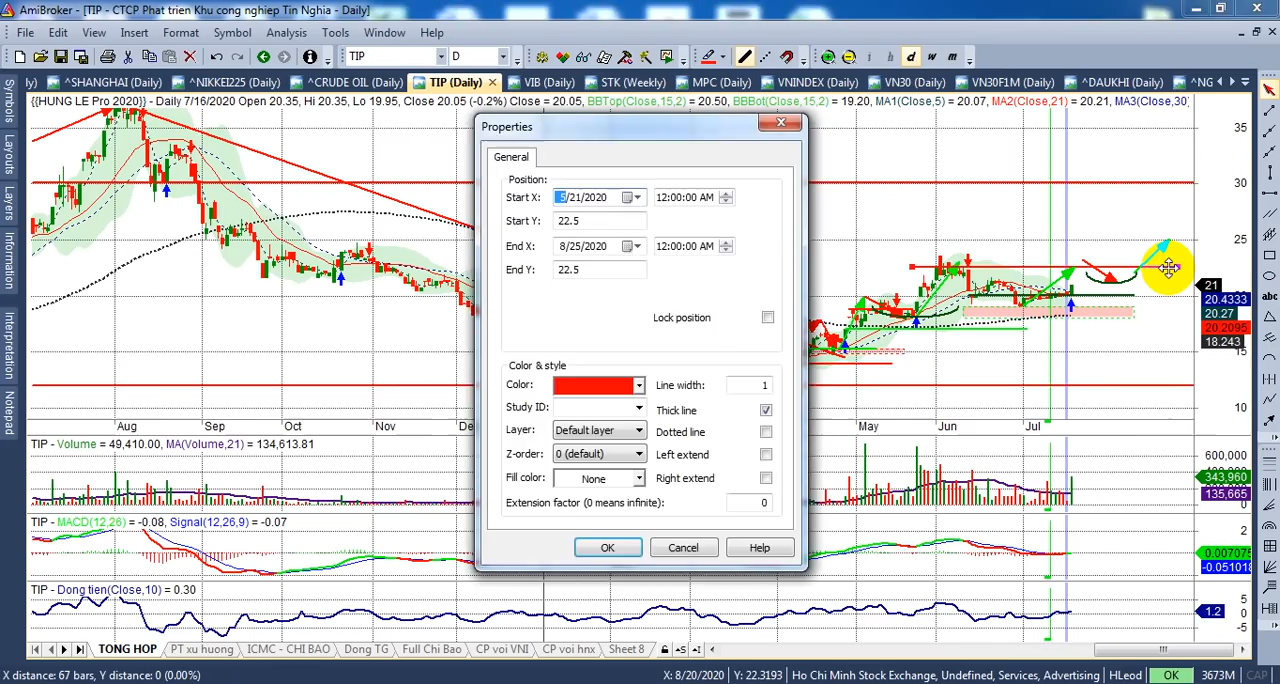 AmiBroker - [TIP - CTCP Phat trien Khu cong nghiep Tin Nghia - Daily]
File Edit View Insert Format Symbol Analysis Tools Window Help
TIP D i h d w m
ly) ^SHANGHAI (Daily) ^NIKKEI225 (Daily) ^CRUDE OIL (Daily) TIP (Daily) VIB (Daily) STK (Weekly) MPC (Daily) VNINDEX (Daily) VN30 (Daily) VN30F1M (Daily) ^DAUKHI (Daily) ^NG
{{HUNG LE Pro 2020}} - Daily 7/16/2020 Open 20.35, Hi 20.35, Lo 19.95, Close 20.05 (-0.2%) Close = 20.05, BBTop(Close,15,2) = 20.50, BBBot(Close,15,2) = 19.20, MA1(Close,5) = 20.07, MA2(Close,21) = 20.21, MA3(Close,30)
Symbols
Layouts
Layers
Information
Interpretation
Notepad
Properties
General
Position:
Start X: 5/21/2020 12:00:00 AM
Start Y: 22.5
End X: 8/25/2020 12:00:00 AM
End Y: 22.5
Lock position
Color & style
Color: Line width: 1
Study ID: Thick line
Layer: Default layer Dotted line
Z-order: 0 (default) Left extend
Fill color: None Right extend
Extension factor (0 means infinite): 0
OK Cancel Help
35
30
25
21
20.4333
20.27
20.2095
18.243
15
10
abc
Aug Sep Oct Nov De May Jun Jul
TIP - Volume = 49,410.00, MA(Volume,21) = 134,613.81
600,000
343,960
135,665
TIP - MACD(12,26) = -0.08, Signal(12,26,9) = -0.07
2
0.007075
-0.051018
TIP - Dong tien(Close,10) = 0.30
5
1.2
-5
TONG HOP PT xu huong ICMC - CHI BAO Dong TG Full Chi Bao CP voi VNI CP voi hnx Sheet 8
X distance: 67 bars, Y distance: 0 (0.00%) X: 8/20/2020 Y: 22.3193 Ho Chi Minh Stock Exchange, Undefined, Services, Advertising HLeod OK 3673M CAP